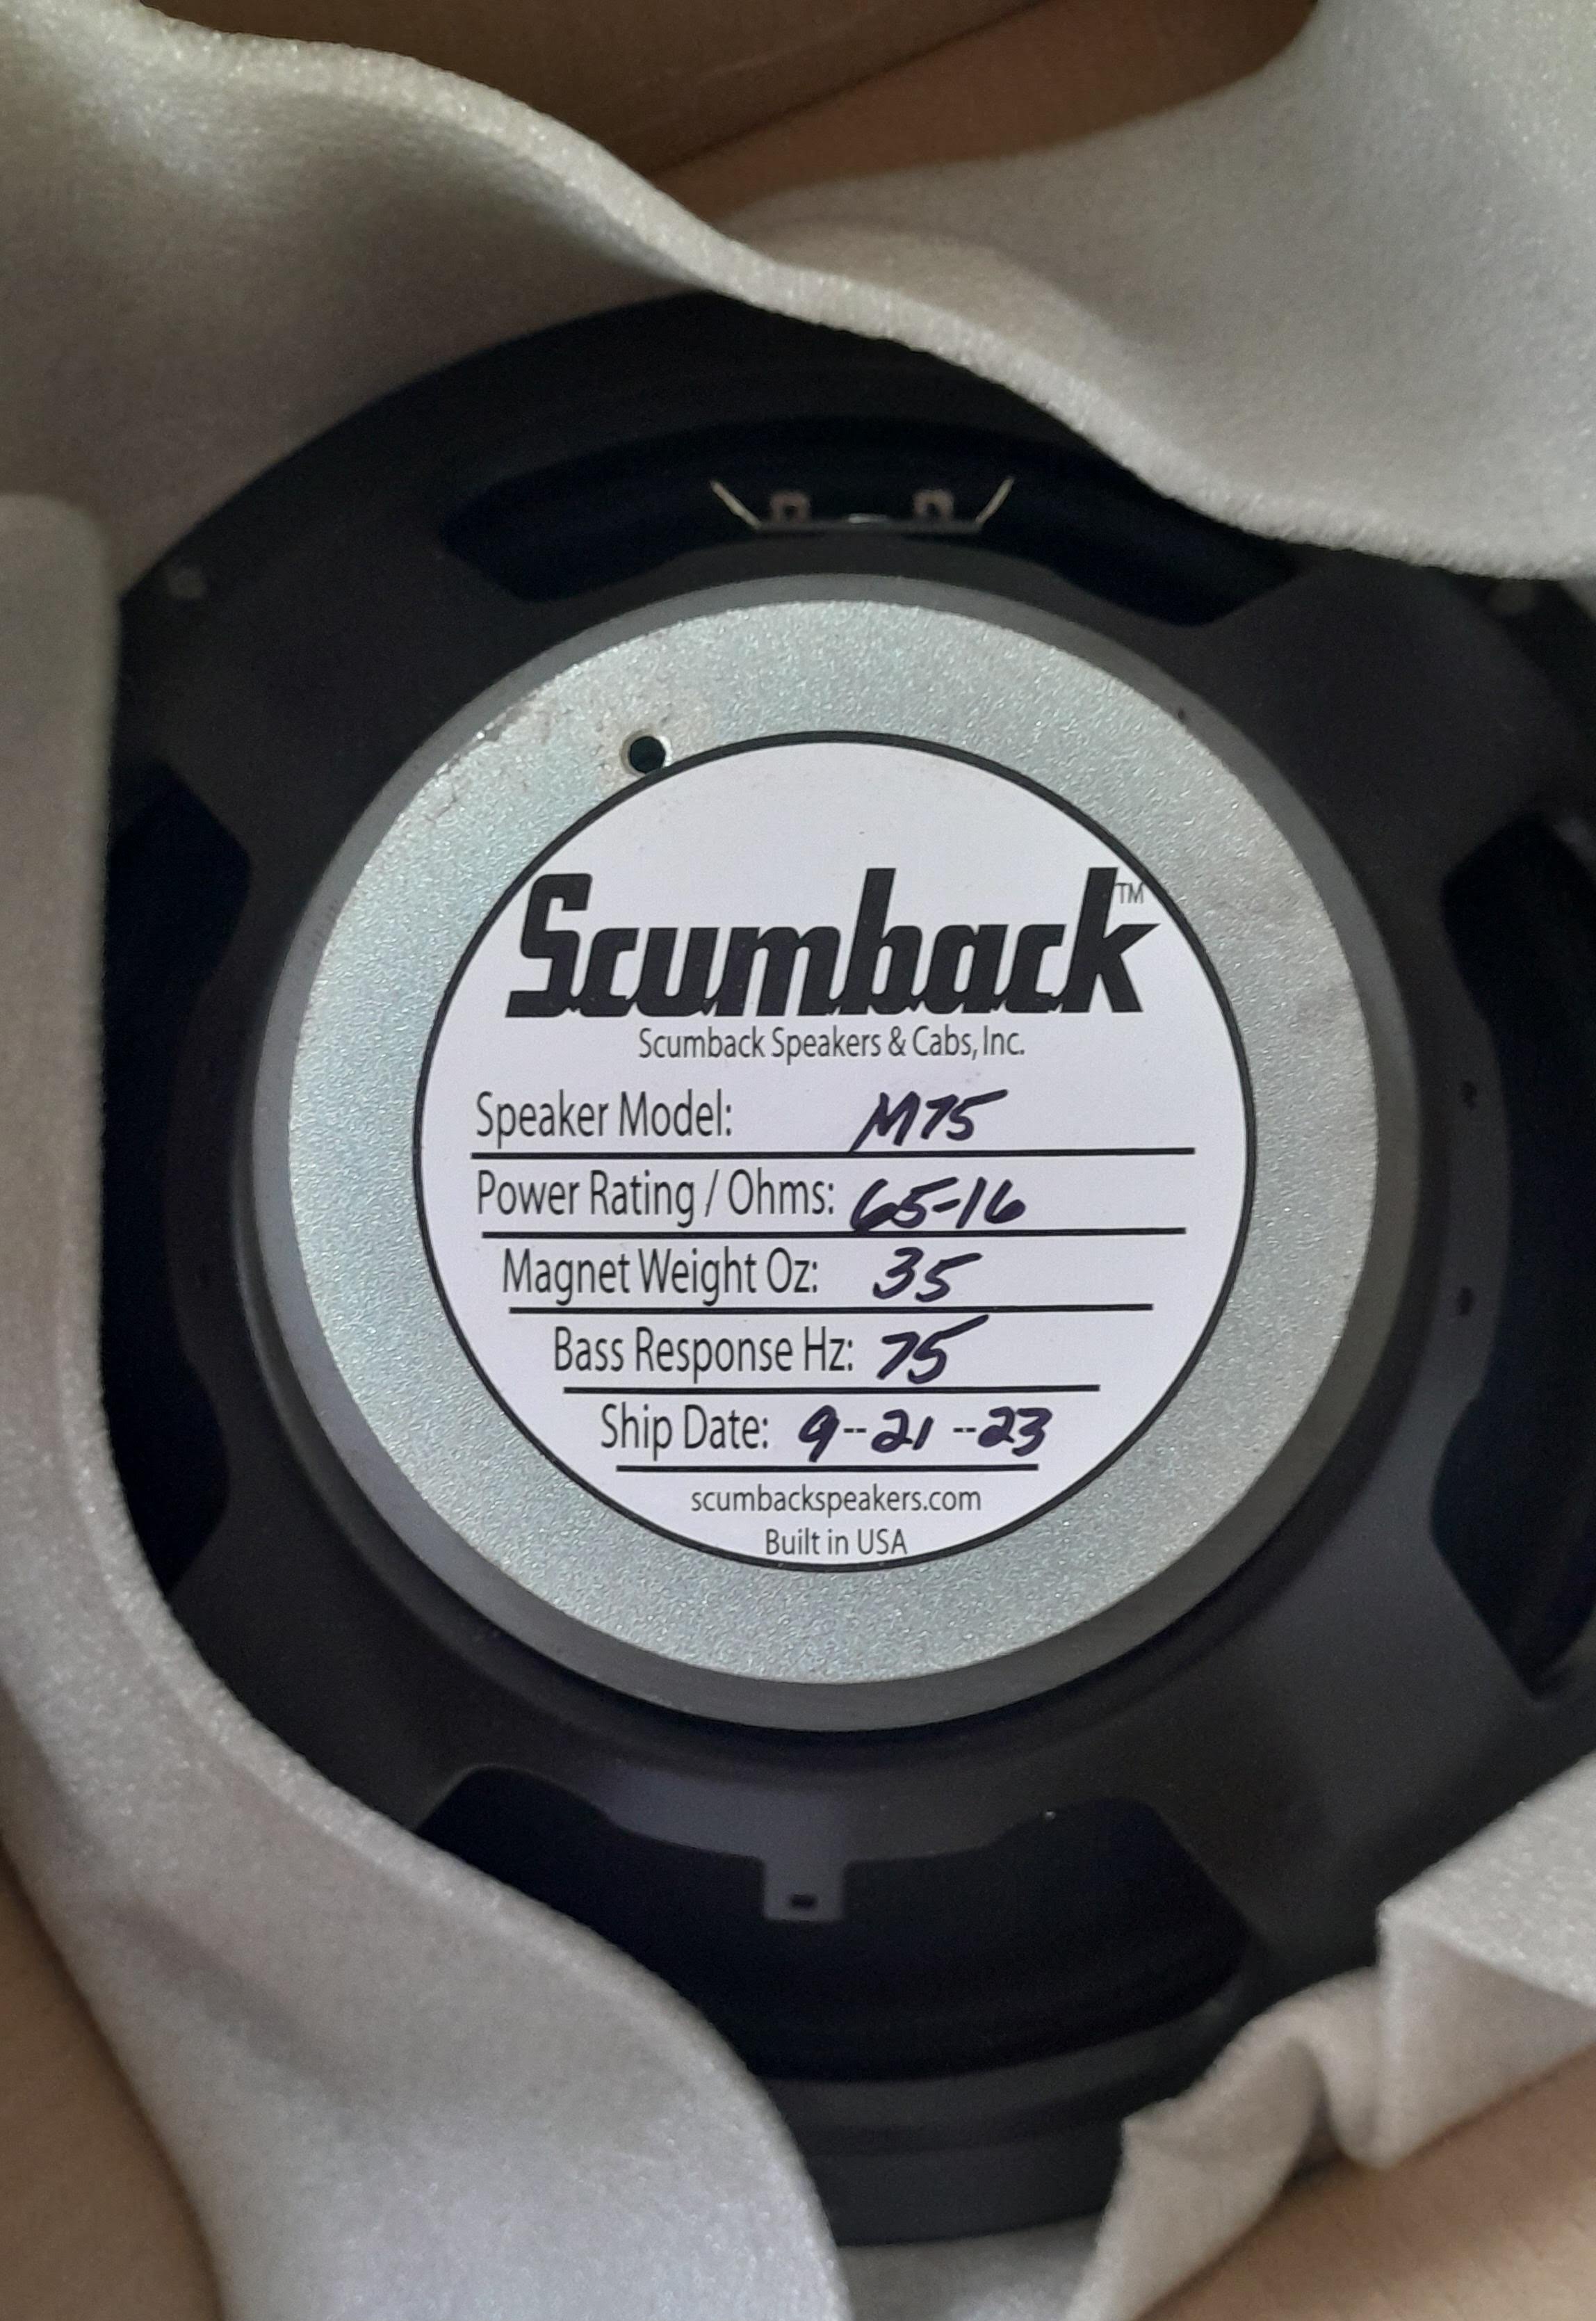 Scumback™
Scumback Speakers & Cabs, Inc.
Speaker Model: M75
Power Rating / Ohms: 65-16
Magnet Weight Oz: 35
Bass Response Hz: 75
Ship Date: 9--21--23
scumbackspeakers.com
Built in USA